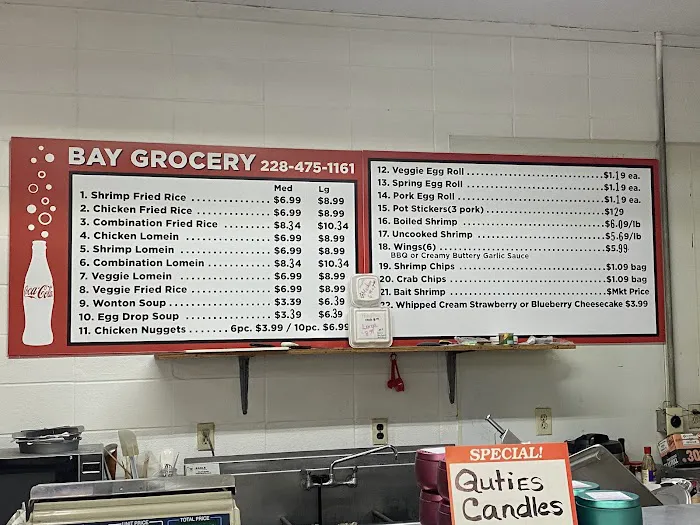 BAY GROCERY 228-475-1161
Med Lg
1. Shrimp Fried Rice ........ $6.99 $8.99
2. Chicken Fried Rice ........ $6.99 $8.99
3. Combination Fried Rice ........ $8.34 $10.34
4. Chicken Lomein ........ $6.99 $8.99
5. Shrimp Lomein ........ $6.99 $8.99
6. Combination Lomein ........ $8.34 $10.34
7. Veggie Lomein ........ $6.99 $8.99
8. Veggie Fried Rice ........ $6.99 $8.99
9. Wonton Soup ........ $3.39 $6.39
10. Egg Drop Soup ........ $3.39 $6.39
11. Chicken Nuggets ....... 6pc. $3.99 / 10pc. $6.99
Coca-Cola
12. Veggie Egg Roll ........ $1.19 ea.
13. Spring Egg Roll ........ $1.19 ea.
14. Pork Egg Roll ........ $1.19 ea.
15. Pot Stickers(3 pork) ........ $129
16. Boiled Shrimp ........ $6.09/lb
17. Uncooked Shrimp ........ $5.69/lb
18. Wings(6) ........ $5.99
BBQ or Creamy Buttery Garlic Sauce
19. Shrimp Chips ........ $1.09 bag
20. Crab Chips ........ $1.09 bag
21. Bait Shrimp ........ $Mkt Price
22. Whipped Cream Strawberry or Blueberry Cheesecake $3.99
Large
SPECIAL!
Quties
Candles
UNIT PRICE TOTAL PRICE
30